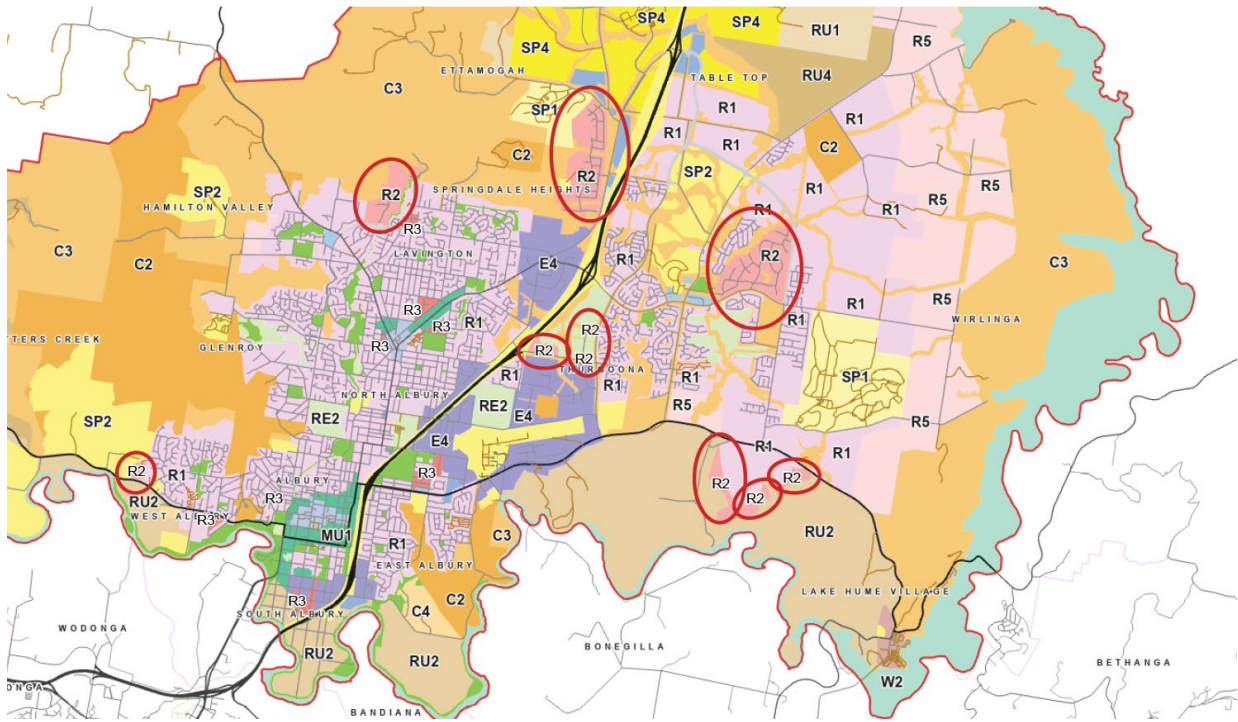 SP4
SP4
RU1
R5
ETTAMOGAH
TABLE TOP
RU4
C3
SP1
R1
R1
R1
R5
R1
C2
C2
SP2
R2
R2
SP2
SPRINGDALE HEIGHTS
HAMILTON VALLEY
R1
R5
R5
R1
R1
R3
LAVINGTON
R2
C3
C2
E4
R1
C3
R5
R3
R1
R1
WIRLINGA
R3
R1
R2
TTERS CREEK
GLENROY
R3
R2
R2
THURGOONA
R1
R1
R1
SP1
NORTH ALBURY
RE2
RE2
E4
R5
SP2
E4
R1
R1
R5
R2
R1
R3
R2
R2
ALBURY
R3
R2
RU2
WEST ALBURY
R3
MU1
R1
C3
RU2
EAST ALBURY
C4
C2
LAKE HUME VILLAGE
R3
SOUTH ALBURY
WODONGA
BONEGILLA
RU2
RU2
BETHANGA
W2
ONGA
BANDIANA